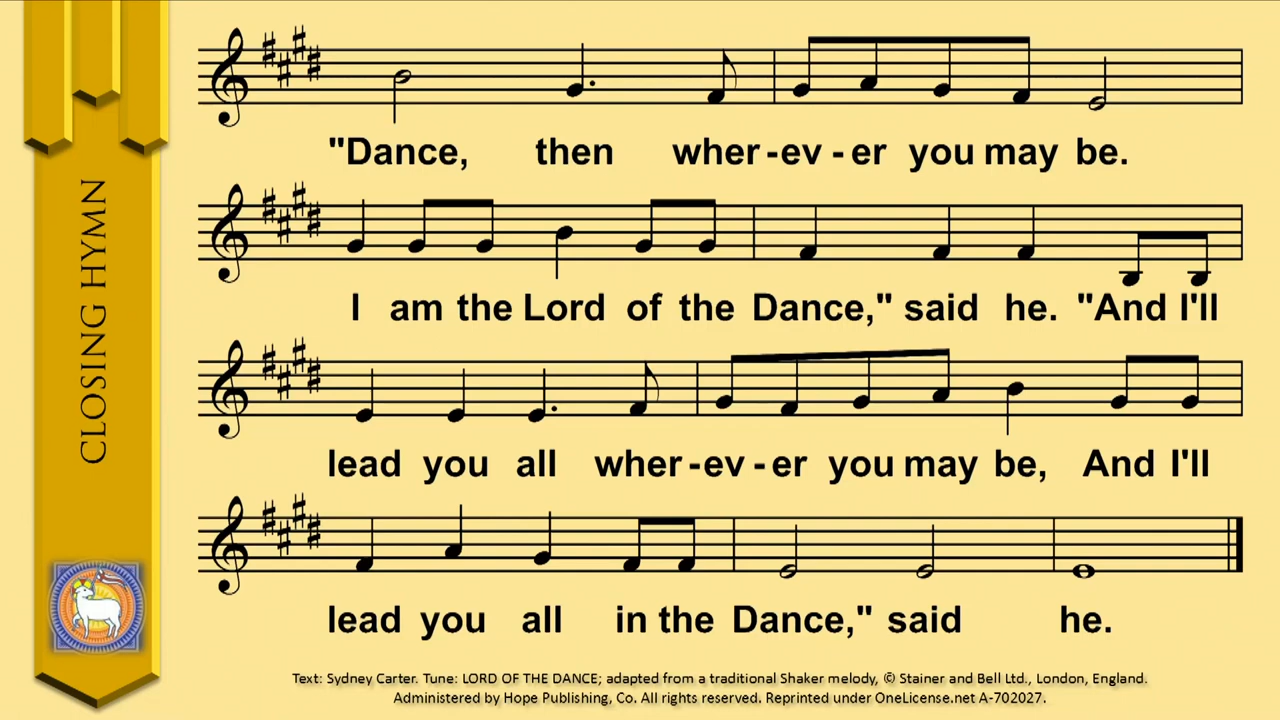 CLOSING HYMN
"Dance, then wher-ev-er you may be.
I am the Lord of the Dance," said he. "And I'll
lead you all wher-ev-er you may be, And I'll
lead you all in the Dance," said he.
Text: Sydney Carter. Tune: LORD OF THE DANCE; adapted from a traditional Shaker melody, © Stainer and Bell Ltd., London, England.
Administered by Hope Publishing, Co. All rights reserved. Reprinted under OneLicense.net A-702027.